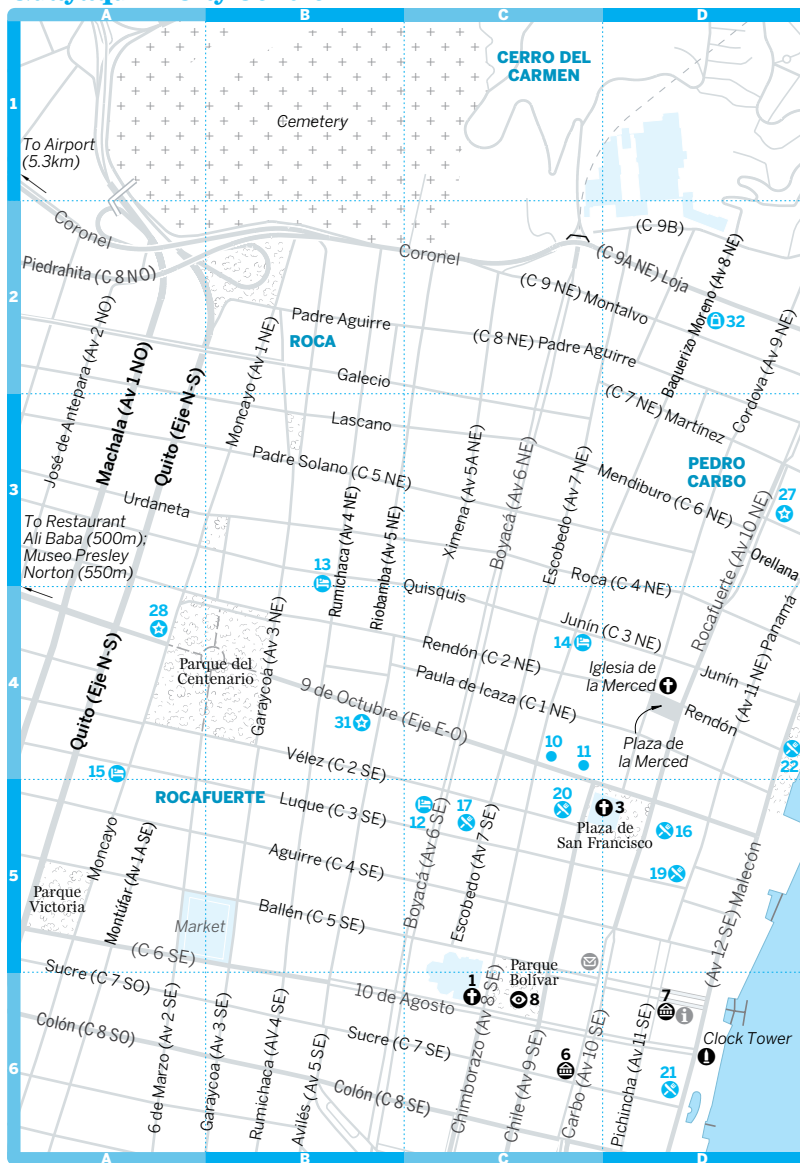 A
B
C
D
CERRO DEL
CARMEN
1
Cemetery
To Airport
(5.3km)
Coronel
Piedrahita (C 8 NO)
Coronel
(C 9B)
(C 9A NE) Loja
(C 9 NE) Montalvo
Baquerizo Moreno (Av 8 NE)
2
32
Padre Aguirre
ROCA
(C 8 NE) Padre Aguirre
Galecio
José de Antepara (Av 2 NO)
Machala (Av 1 NO)
Quito (Eje N-S)
Moncayo (Av 1 NE)
Cordova (Av 9 NE)
(C 7 NE) Martínez
Lascano
Padre Solano (C 5 NE)
Ximena (Av 5A NE)
Boyacá (Av 6 NE)
Escobedo (Av 7 NE)
PEDRO
CARBO
Mendiburo (C 6 NE)
3
27
Urdaneta
Rumichaca (Av 4 NE)
Riobamba (Av 5 NE)
Rocafuerte (Av 10 NE)
Orellana
To Restaurant
Ali Baba (500m);
Museo Presley
Norton (550m)
13
Quisquis
Roca (C 4 NE)
28
Garaycoa (Av 3 NE)
Junín (C 3 NE)
14
Rendón (C 2 NE)
Iglesia de
la Merced
Junín
(Av 11 NE) Panamá
Parque del
Centenario
Paula de Icaza (C 1 NE)
4
Quito (Eje N-S)
9 de Octubre (Eje E-0)
31
Rendón
Plaza de
la Merced
10
11
22
Vélez (C 2 SE)
15
ROCAFUERTE
Luque (C 3 SE)
12
17
20
3
Plaza de
San Francisco
16
Moncayo
Montúfar (Av 1A SE)
Aguirre (C 4 SE)
Boyacá (Av 6 SE)
Escobedo (Av 7 SE)
19
5
Parque
Victoria
Market
Ballén (C 5 SE)
(Av 12 SE) Malecón
(C 6 SE)
Sucre (C 7 SO)
10 de Agosto
1
Parque
Bolívar
8
7
Colón (C 8 SO)
Sucre (C 7 SE)
Clock Tower
6
6
21
Colón (C 8 SE)
6 de Marzo (Av 2 SE)
Garaycoa (Av 3 SE)
Rumichaca (Av 4 SE)
Avilés (Av 5 SE)
Chimborazo (Av 8 SE)
Chile (Av 9 SE)
Carbo (Av 10 SE)
Pichincha (Av 11 SE)
A
B
C
D